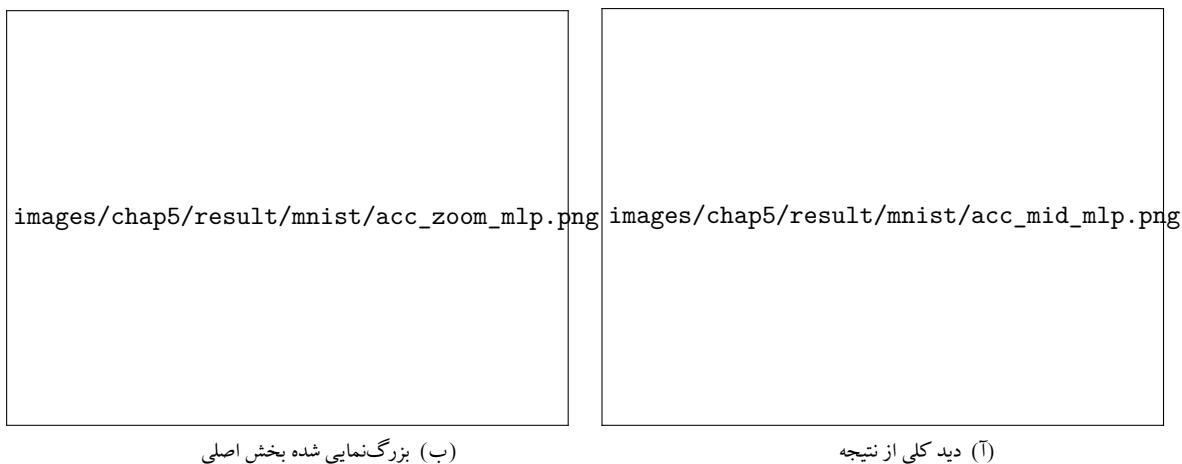 images/chap5/result/mnist/acc_mid_mlp.png
images/chap5/result/mnist/acc_zoom_mlp.png
(آ) دید کلی از نتیجه
(ب) بزرگ‌نمایی شده بخش اصلی